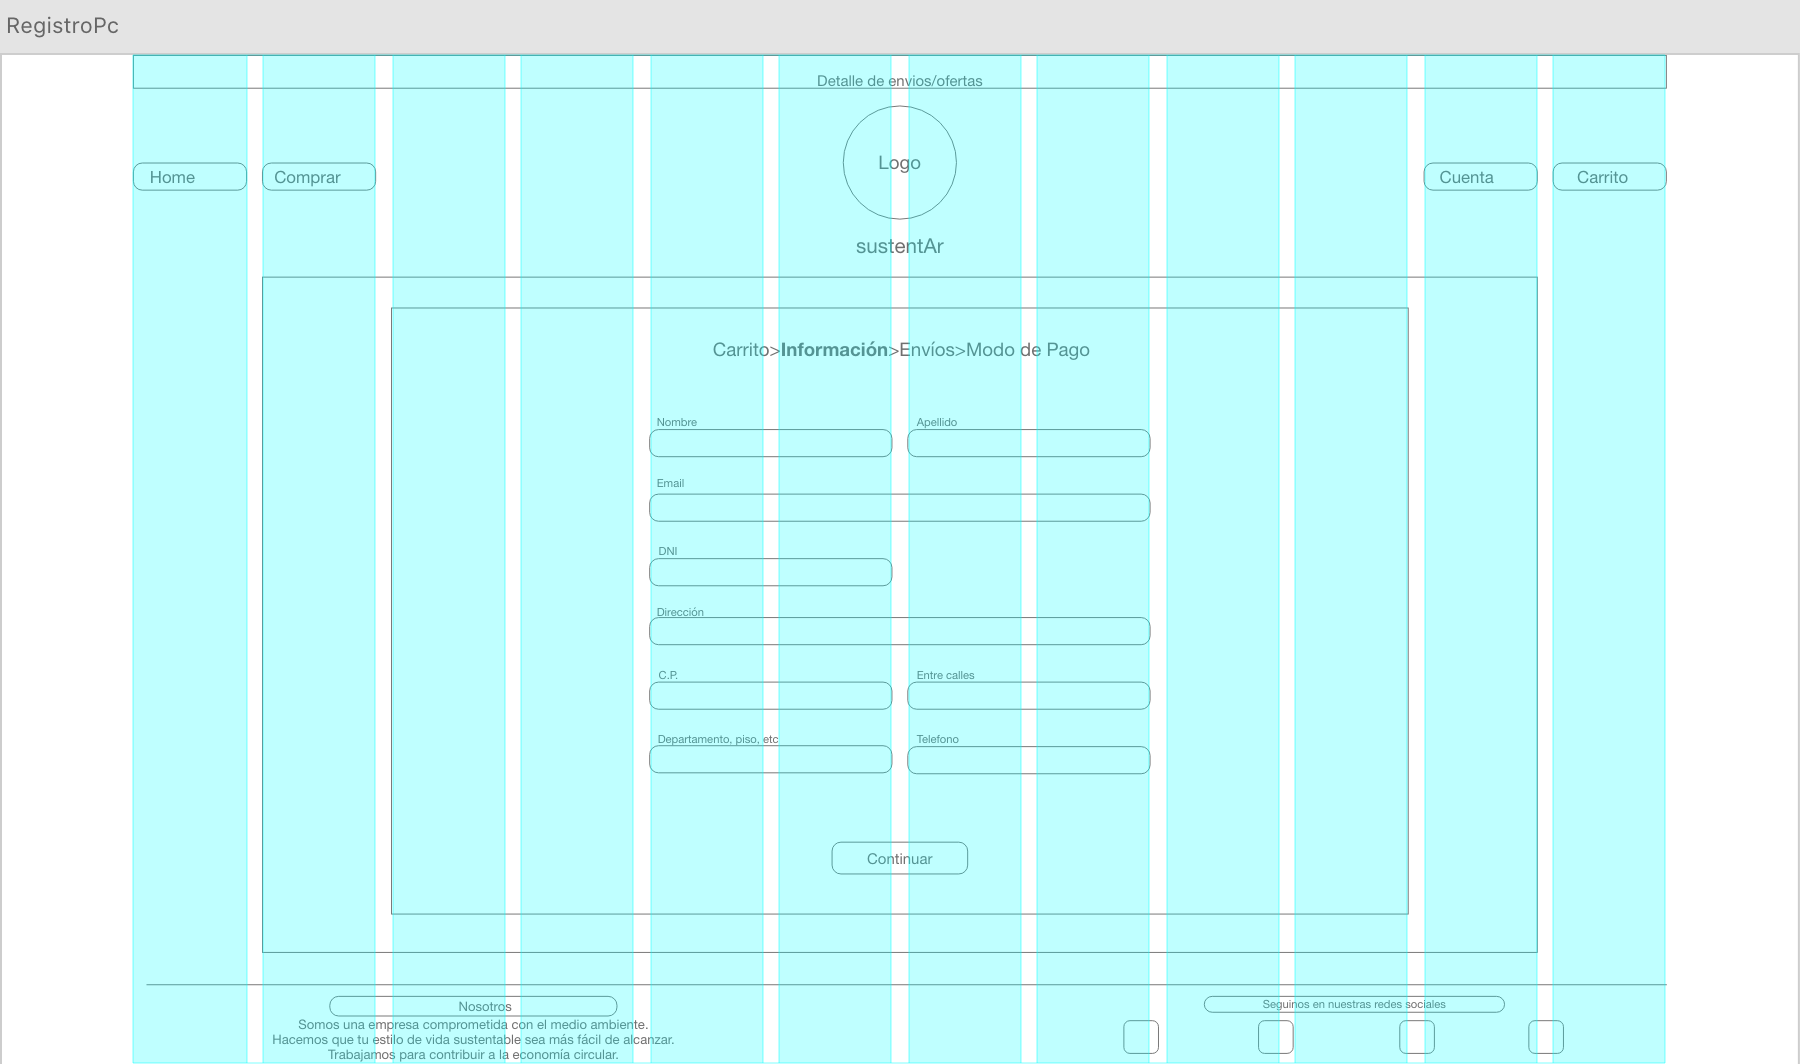 RegistroPc
Detalle de envios/ofertas
Logo
Home
Comprar
Cuenta
Carrito
sustentAr
Carrito>Información>Envíos>Modo de Pago
Nombre
Apellido
Email
DNI
Dirección
C.P.
Entre calles
Departamento, piso, etc
Telefono
Continuar
Nosotros
Somos una empresa comprometida con el medio ambiente.
Hacemos que tu estilo de vida sustentable sea más fácil de alcanzar.
Trabajamos para contribuir a la economía circular.
Seguinos en nuestras redes sociales